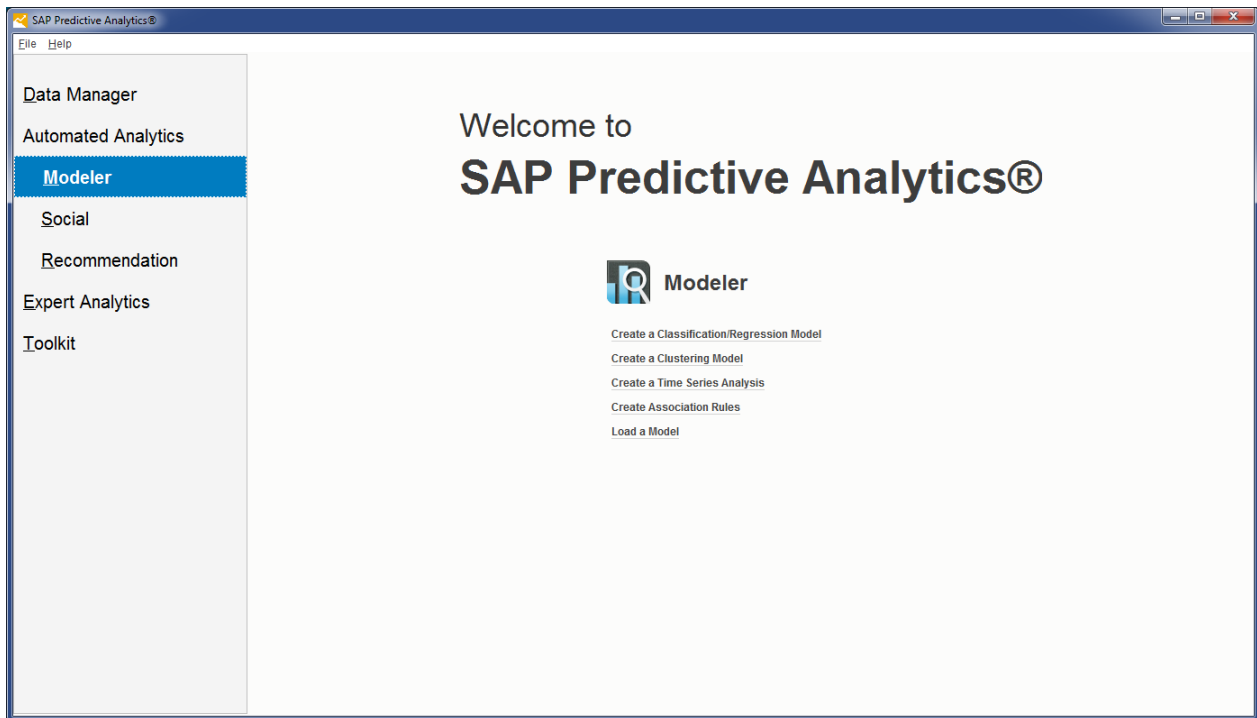 SAP Predictive Analytics®
File Help
Data Manager
Automated Analytics
Modeler
Social
Recommendation
Expert Analytics
Toolkit
Welcome to
SAP Predictive Analytics®
Modeler
Create a Classification/Regression Model
Create a Clustering Model
Create a Time Series Analysis
Create Association Rules
Load a Model